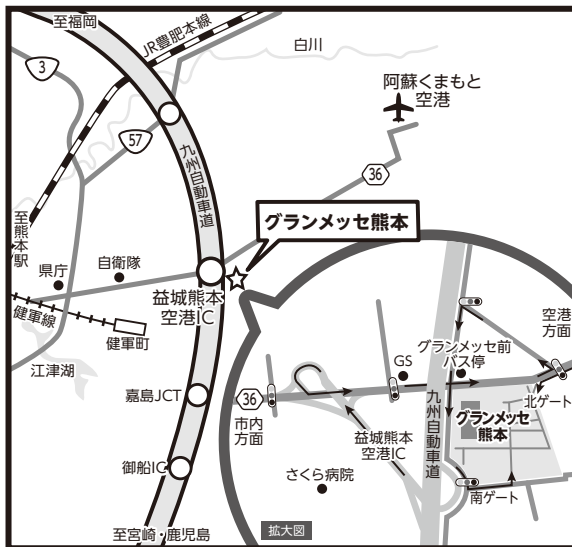 至福岡
JR豊肥本線
白川
3
阿蘇くまもと
空港
57
九州自動車道
36
グランメッセ熊本
至熊本駅
県庁
自衛隊
益城熊本
空港IC
健軍線
健軍町
江津湖
嘉島JCT
御船IC
至宮崎・鹿児島
空港
方面
グランメッセ前
バス停
GS
36
市内
方面
九州自動車道
北ゲート
グランメッセ
熊本
益城熊本
空港IC
さくら病院
南ゲート
拡大図